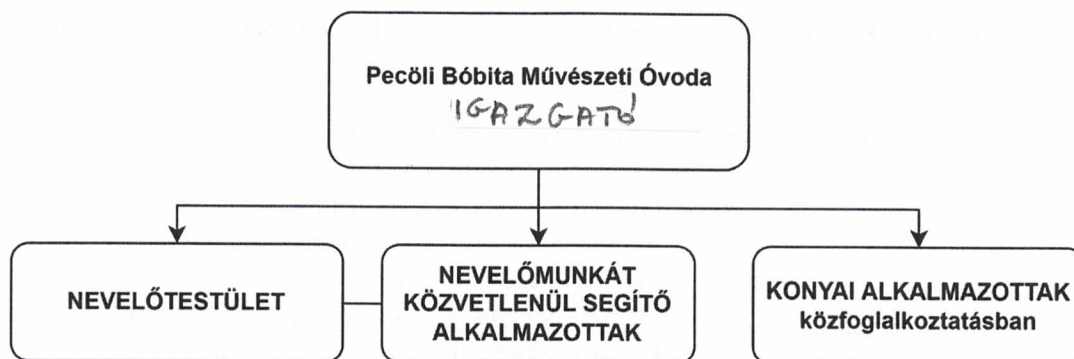 Pecöli Bóbita Művészeti Óvoda
IGAZGATÓ
NEVELŐTESTÜLET
NEVELŐMUNKÁT
KÖZVETLENÜL SEGÍTŐ
ALKALMAZOTTAK
KONYAI ALKALMAZOTTAK
közfoglalkoztatásban